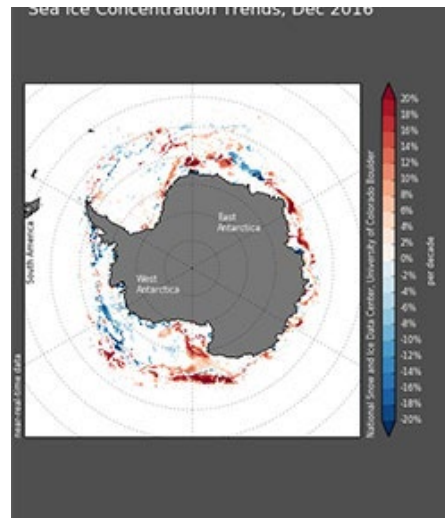 Sea Ice Concentration Trends, Dec 2016
East
Antarctica
West
Antarctica
South America
near-real-time data
National Snow and Ice Data Center, University of Colorado Boulder
20%
18%
16%
14%
12%
10%
8%
6%
4%
2%
0%
-2%
-4%
-6%
-8%
-10%
-12%
-14%
-16%
-18%
-20%
per decade